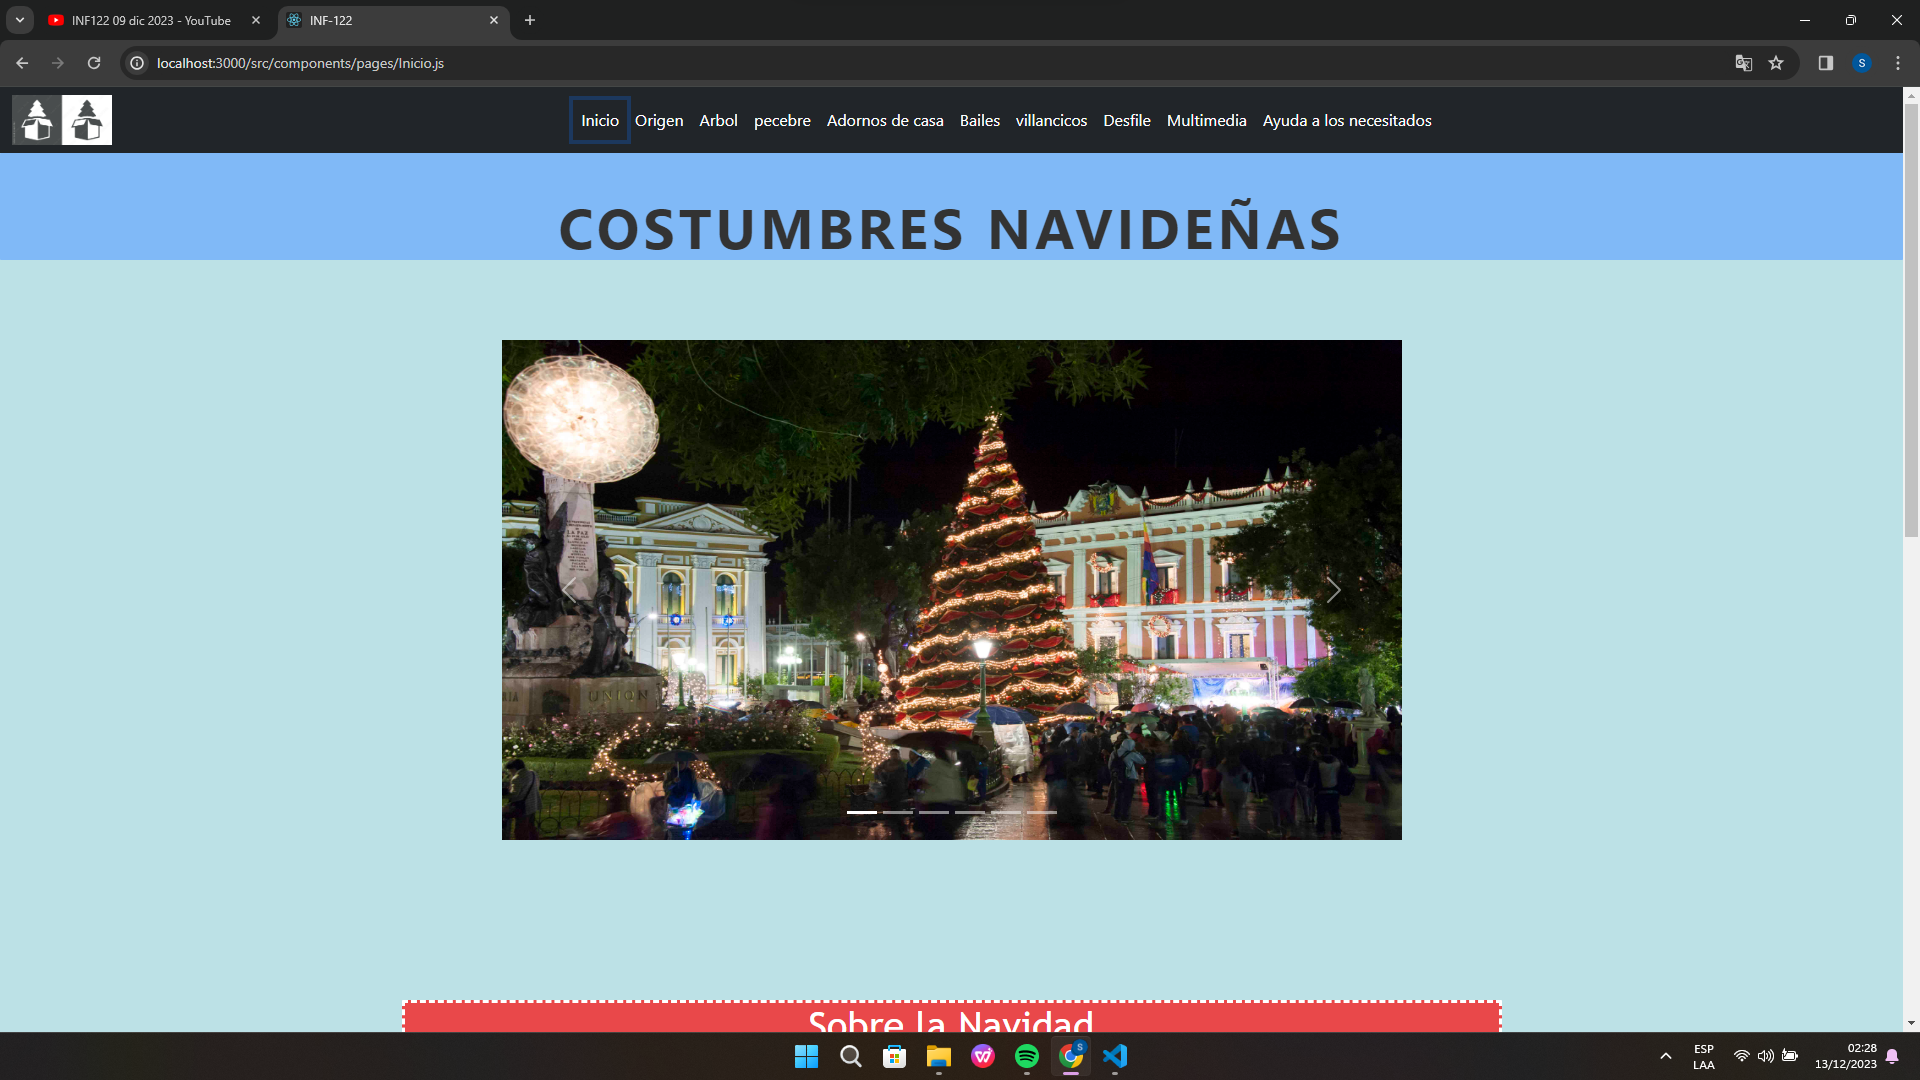 INF122 09 dic 2023 - YouTube
INF-122
localhost:3000/src/components/pages/Inicio.js
S
Inicio Origen Arbol pecebre Adornos de casa Bailes villancicos Desfile Multimedia Ayuda a los necesitados
COSTUMBRES NAVIDEÑAS
LA PAZ
UNION
Sobre la Navidad
S
ESP
LAA
02:28
13/12/2023